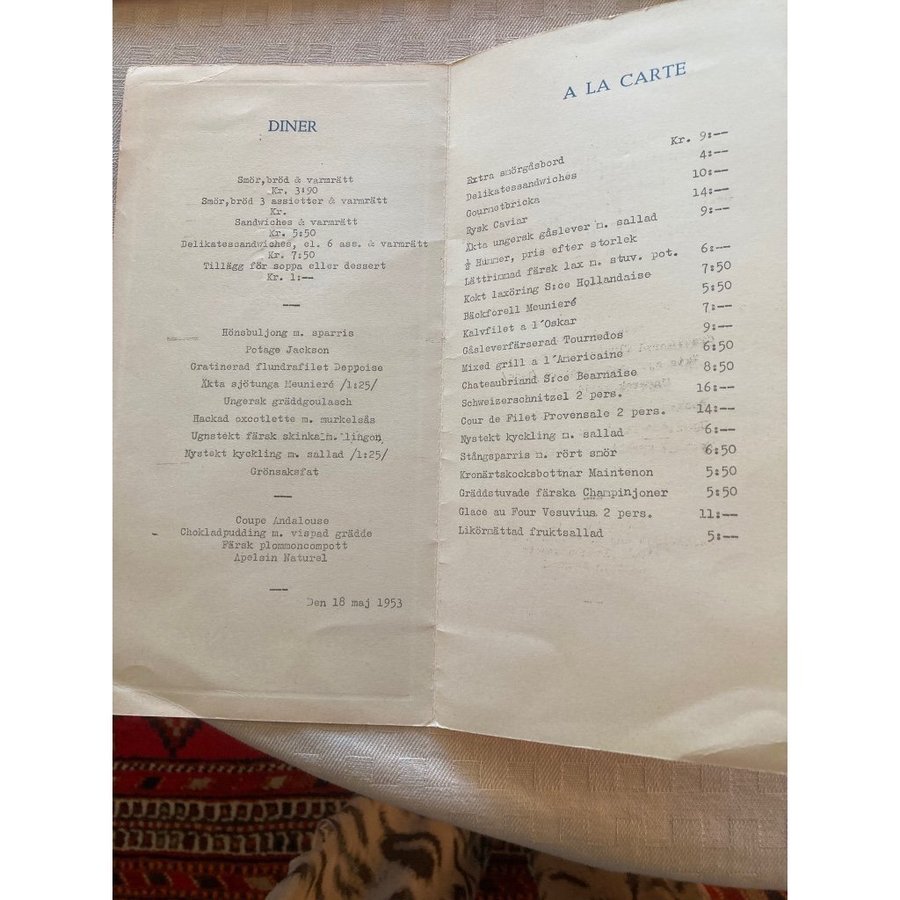 DINER
Smör,bröd & varmrätt
Kr. 3:90
Smör,bröd 3 assietter & varmrätt
Kr.
Sandwiches & varmrätt
Kr. 5:50
Delikatessandwiches, el. 6 ass. & varmrätt
Kr. 7:50
Tillägg för soppa eller dessert
Kr. 1:--
Hönsbuljong m. sparris
Potage Jackson
Gratinerad flundrafilet Deppoise
Äkta sjötunga Meunieré /1:25/
Ungersk gräddgoulasch
Hackad oxcotlette m. murkelsås
Ugnstekt färsk skinka m. lingon
Nystekt kyckling m. sallad /1:25/
Grönsaksfat
Coupe Andalouse
Chokladpudding m. vispad grädde
Färsk plommoncompott
Apelsin Naturel
Den 18 maj 1953
A LA CARTE
Extra smörgåsbord Kr. 9:--
Delikatessandwiches 4:--
Gourmetbricka 10:--
Rysk Caviar 14:--
Äkta ungersk gåslever m. sallad 9:--
½ Hummer, pris efter storlek
Lättrimmad färsk lax m. stuv. pot. 6:--
Kokt laxöring S:ce Hollandaise 7:50
Bäckforell Meunieré 5:50
Kalvfilet a l'Oskar 7:--
Gåsleverfärserad Tournedos 9:--
Mixed grill a l'Americaine 6:50
Chateaubriand S:ce Bearnaise 8:50
Schweizerschnitzel 2 pers. 16:--
Cour de Filet Provensale 2 pers. 14:--
Nystekt kyckling m. sallad 6:--
Stångsparris m. rört smör 6:50
Kronärtskocksbottnar Maintenon 5:50
Gräddstuvade färska Champinjoner 5:50
Glace au Four Vesuvius 2 pers. 11:--
Likörmättad fruktsallad 5:--